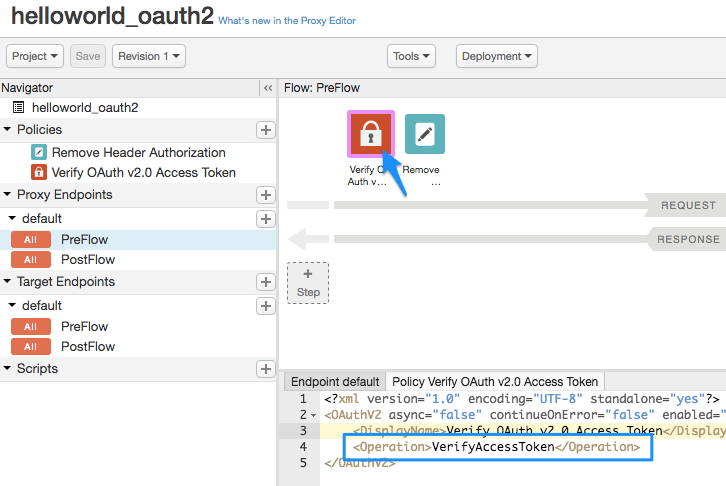 helloworld_oauth2 What's new in the Proxy Editor
Project Save Revision 1 Tools Deployment
Navigator
helloworld_oauth2
Policies
Remove Header Authorization
Verify OAuth v2.0 Access Token
Proxy Endpoints
default
All PreFlow
All PostFlow
Target Endpoints
default
All PreFlow
All PostFlow
Scripts
Flow: PreFlow
Verify O Remove
Auth v... ...
REQUEST
RESPONSE
+
Step
Endpoint default Policy Verify OAuth v2.0 Access Token
1 <?xml version="1.0" encoding="UTF-8" standalone="yes"?>
2 <OAuthV2 async="false" continueOnError="false" enabled="
3 <DisplayName>Verify OAuth v2.0 Access Token</Display
4 <Operation>VerifyAccessToken</Operation>
5 </OAuthV2>